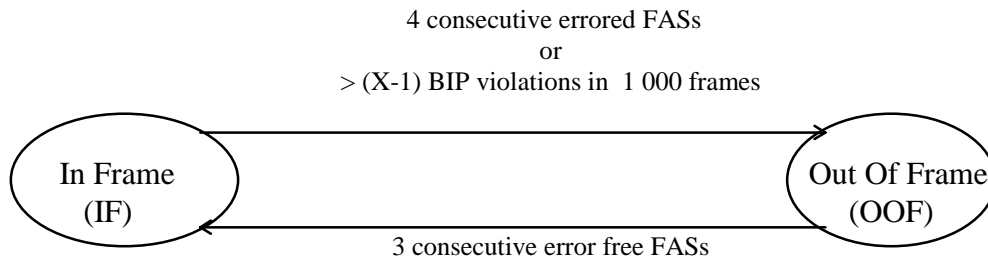 4 consecutive errored FASs
or
> (X-1) BIP violations in 1 000 frames
In Frame
(IF)
Out Of Frame
(OOF)
3 consecutive error free FASs